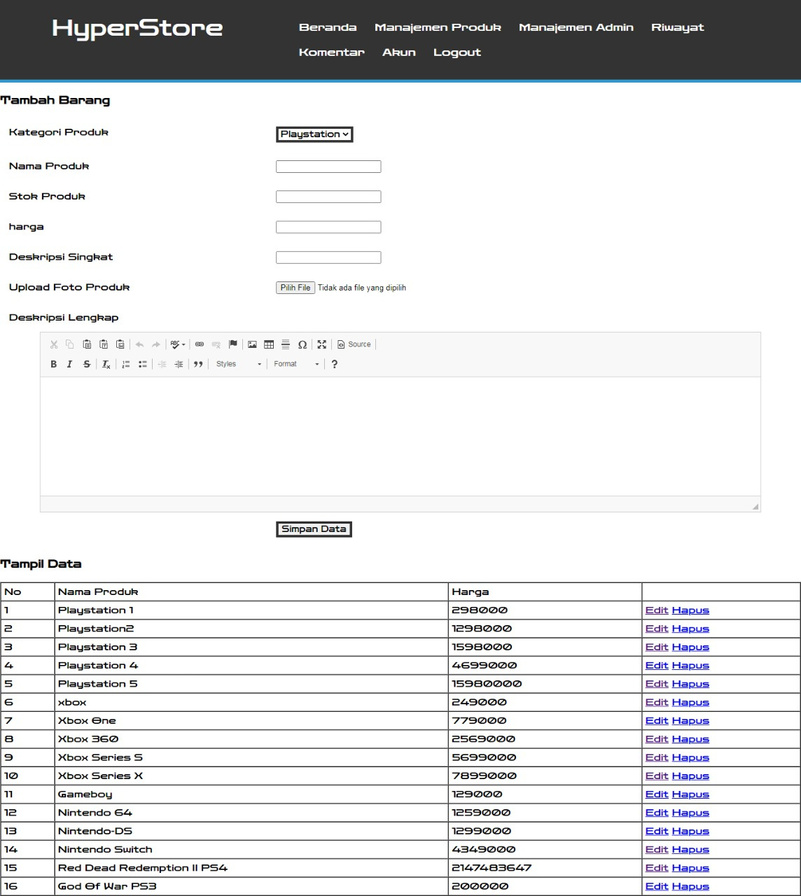 HyperStore
Beranda Manajemen Produk Manajemen Admin Riwayat
Komentar Akun Logout
Tambah Barang
Kategori Produk Playstation
Nama Produk
Stok Produk
harga
Deskripsi Singkat
Upload Foto Produk Pilih File Tidak ada file yang dipilih
Deskripsi Lengkap
Source
B I S Ix Styles Format ?
Simpan Data
Tampil Data
No Nama Produk Harga
1 Playstation 1 298000 Edit Hapus
2 Playstation2 1298000 Edit Hapus
3 Playstation 3 1598000 Edit Hapus
4 Playstation 4 4699000 Edit Hapus
5 Playstation 5 15980000 Edit Hapus
6 xbox 249000 Edit Hapus
7 Xbox One 779000 Edit Hapus
8 Xbox 360 2569000 Edit Hapus
9 Xbox Series S 5699000 Edit Hapus
10 Xbox Series X 7899000 Edit Hapus
11 Gameboy 129000 Edit Hapus
12 Nintendo 64 1259000 Edit Hapus
13 Nintendo-DS 1299000 Edit Hapus
14 Nintendo Switch 4349000 Edit Hapus
15 Red Dead Redemption II PS4 2147483647 Edit Hapus
16 God Of War PS3 200000 Edit Hapus